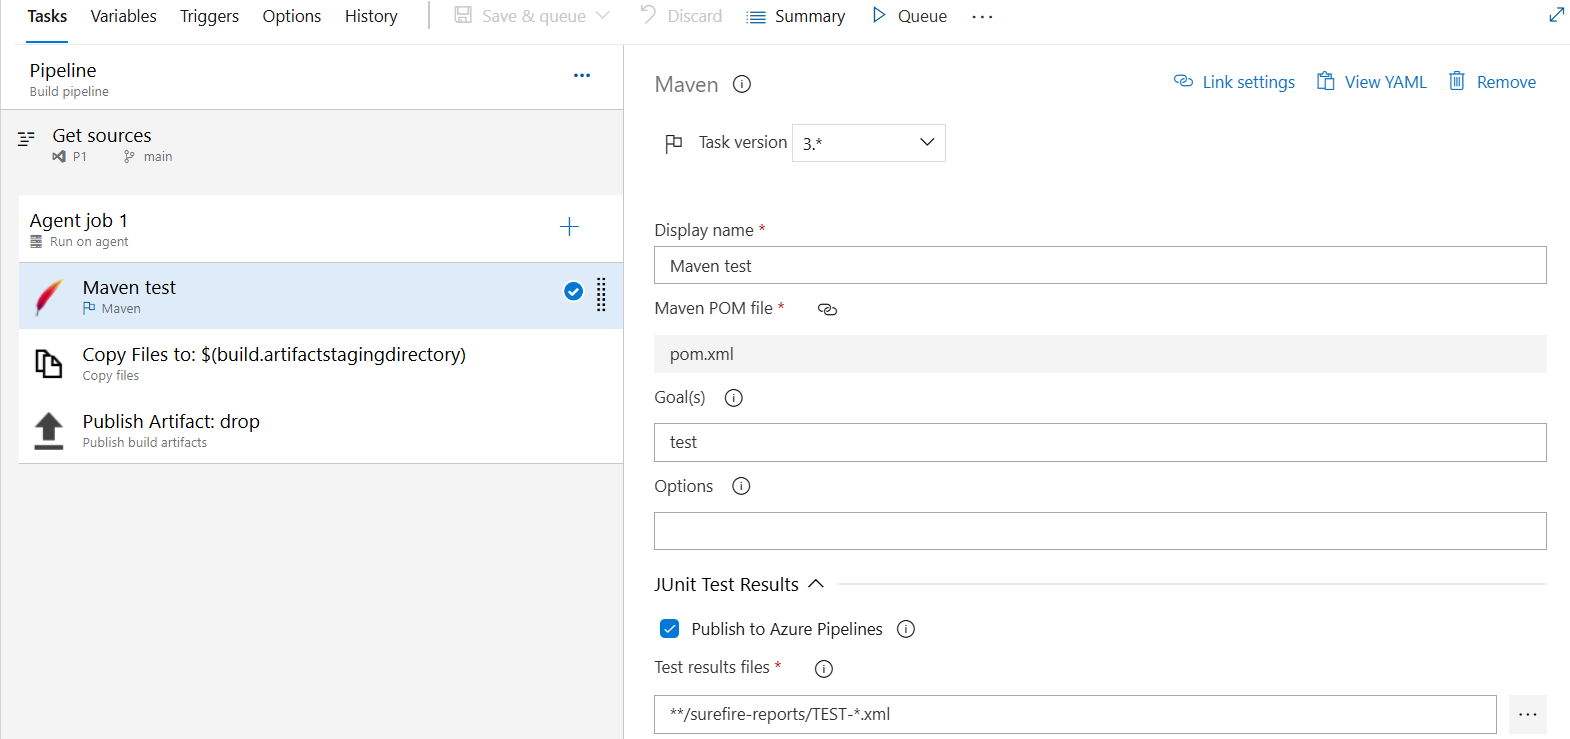 Tasks Variables Triggers Options History Save & queue Discard Summary Queue ...
Pipeline
Build pipeline
Get sources
P1 main
Agent job 1
Run on agent
Maven test
Maven
Copy Files to: $(build.artifactstagingdirectory)
Copy files
Publish Artifact: drop
Publish build artifacts
Maven Link settings View YAML Remove
Task version 3.*
Display name *
Maven test
Maven POM file *
pom.xml
Goal(s)
test
Options
JUnit Test Results
Publish to Azure Pipelines
Test results files *
**/surefire-reports/TEST-*.xml ...